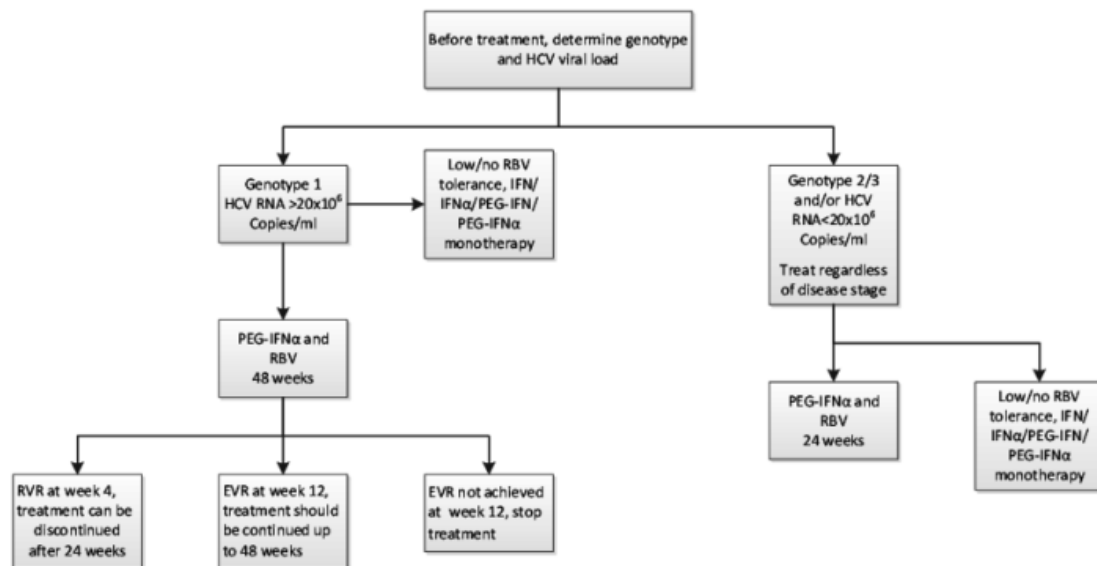 Before treatment, determine genotype
and HCV viral load
Genotype 1
HCV RNA >20x10⁶
Copies/ml
Low/no RBV
tolerance, IFN/
IFNα/PEG-IFN/
PEG-IFNα
monotherapy
Genotype 2/3
and/or HCV
RNA<20x10⁶
Copies/ml
Treat regardless
of disease stage
PEG-IFNα and
RBV
48 weeks
PEG-IFNα and
RBV
24 weeks
Low/no RBV
tolerance, IFN/
IFNα/PEG-IFN/
PEG-IFNα
monotherapy
RVR at week 4,
treatment can be
discontinued
after 24 weeks
EVR at week 12,
treatment should
be continued up
to 48 weeks
EVR not achieved
at week 12, stop
treatment